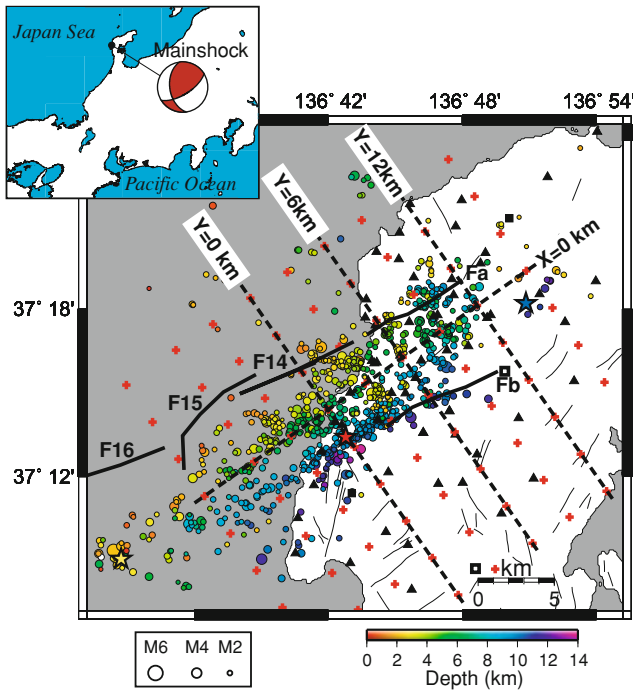 Japan Sea
Mainshock
Pacific Ocean
136˚ 42'
136˚ 48'
136˚ 54'
Y=12km
Y=6km
Y=0 km
X=0 km
Fa
37˚ 18'
F14
Fb
F15
F16
37˚ 12'
km
0 5
M6 M4 M2
0 2 4 6 8 10 12 14
Depth (km)